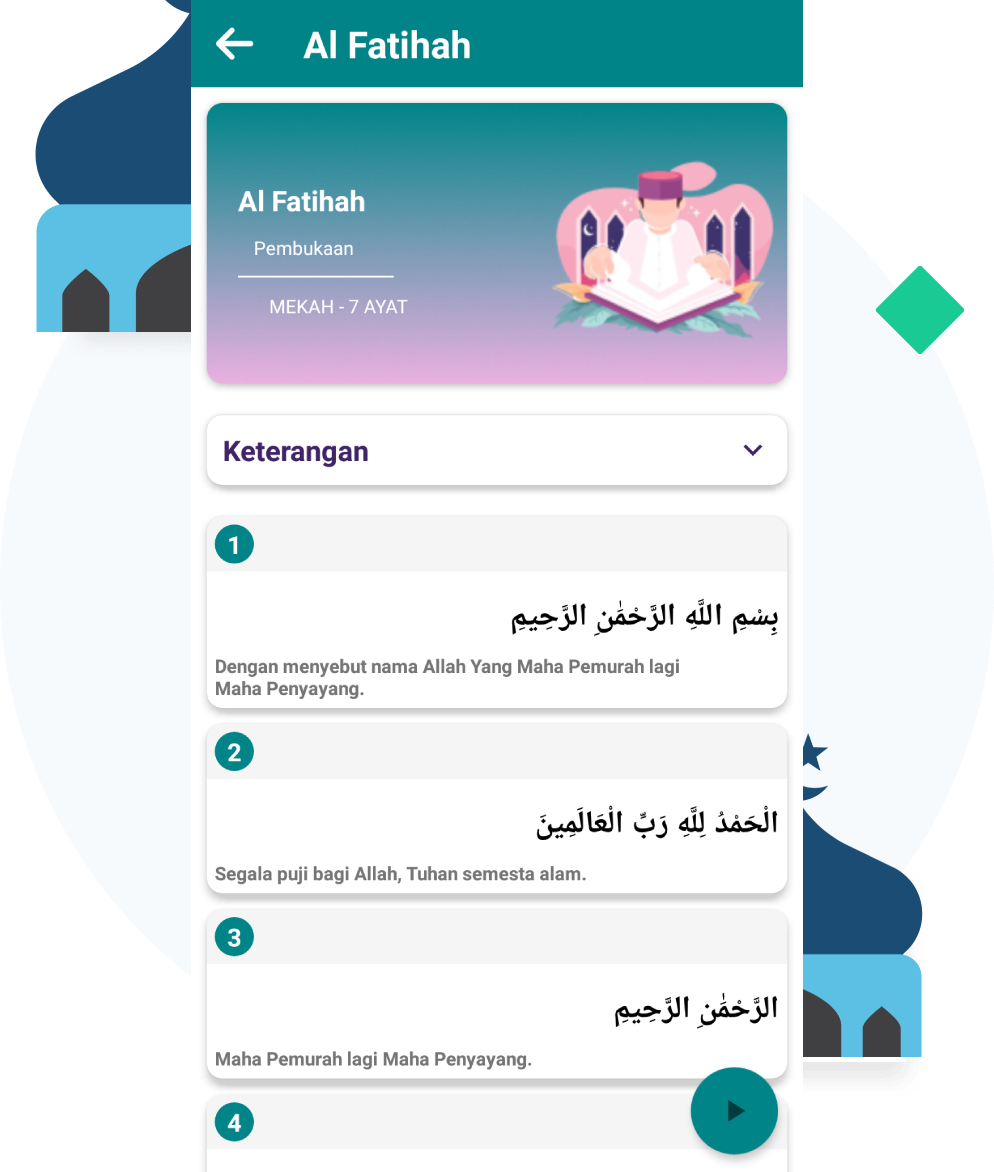 Al Fatihah
Al Fatihah
Pembukaan
MEKAH - 7 AYAT
Keterangan
1
بِسْمِ اللَّهِ الرَّحْمَٰنِ الرَّحِيمِ
Dengan menyebut nama Allah Yang Maha Pemurah lagi
Maha Penyayang.
2
الْحَمْدُ لِلَّهِ رَبِّ الْعَالَمِينَ
Segala puji bagi Allah, Tuhan semesta alam.
3
الرَّحْمَٰنِ الرَّحِيمِ
Maha Pemurah lagi Maha Penyayang.
4